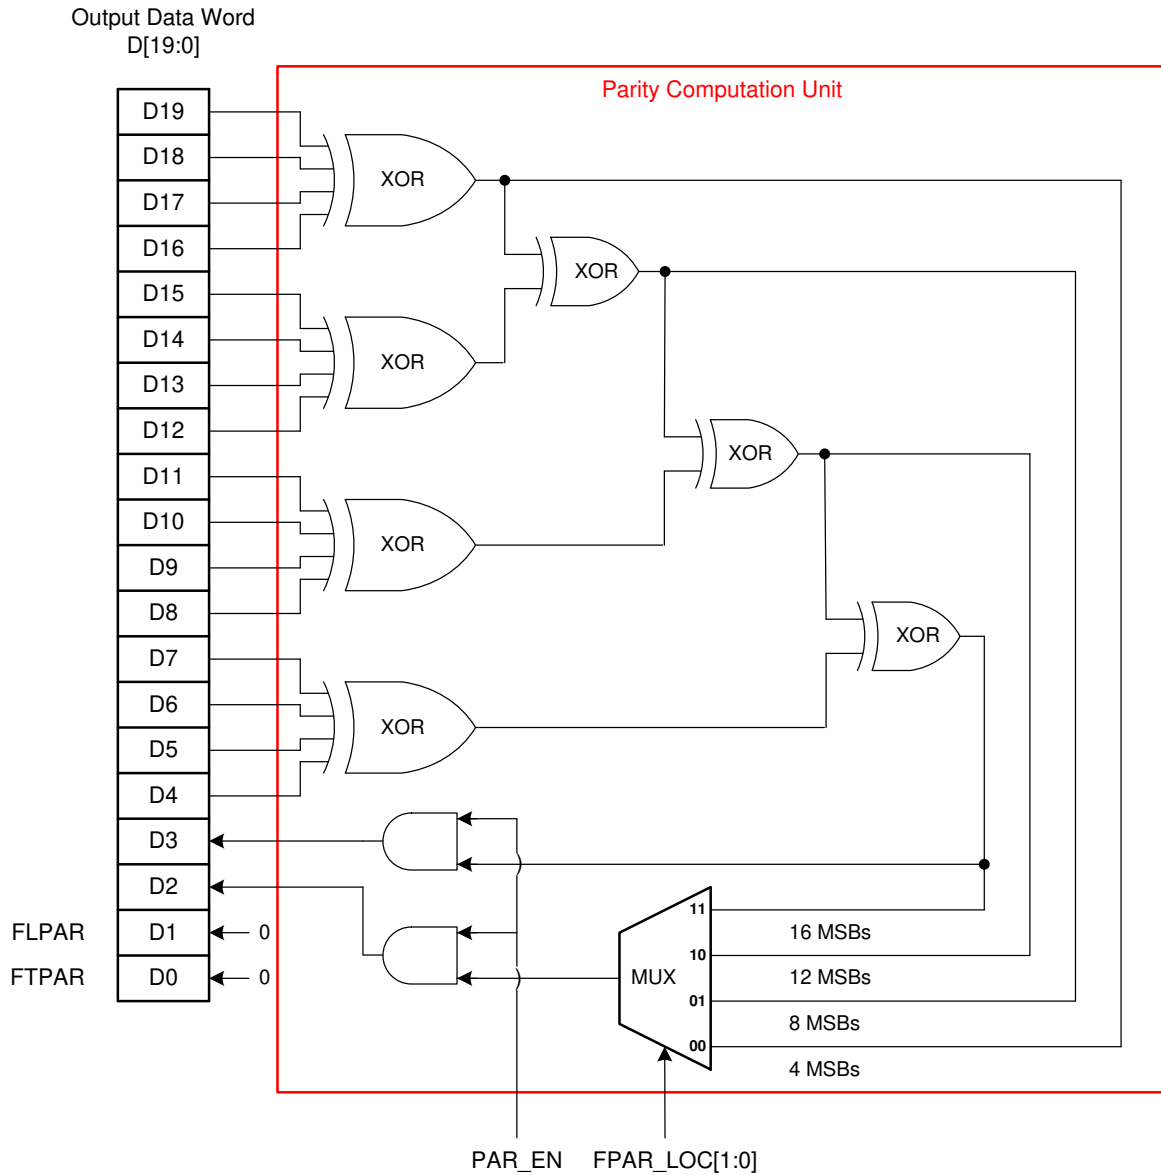 Output Data Word
D[19:0]
Parity Computation Unit
D19
D18
D17
D16
D15
D14
D13
D12
D11
D10
D9
D8
D7
D6
D5
D4
D3
D2
FLPAR D1 0
FTPAR D0 0
XOR
XOR
XOR
XOR
XOR
XOR
XOR
MUX
11
16 MSBs
10
12 MSBs
01
8 MSBs
00
4 MSBs
PAR_EN FPAR_LOC[1:0]